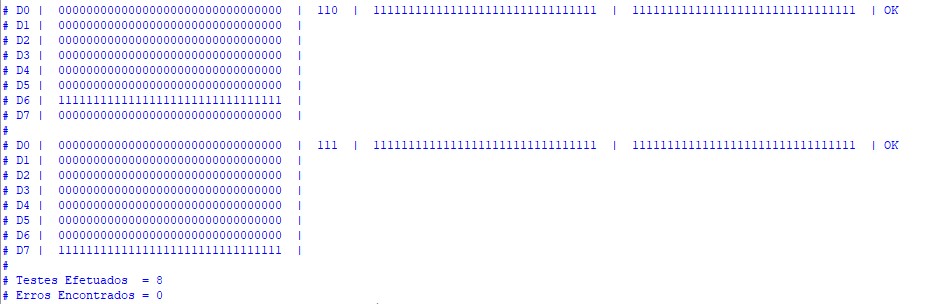 # D0 |  00000000000000000000000000000000  |  110  |  11111111111111111111111111111111  |  11111111111111111111111111111111  | OK
# D1 |  00000000000000000000000000000000  |
# D2 |  00000000000000000000000000000000  |
# D3 |  00000000000000000000000000000000  |
# D4 |  00000000000000000000000000000000  |
# D5 |  00000000000000000000000000000000  |
# D6 |  11111111111111111111111111111111  |
# D7 |  00000000000000000000000000000000  |
#
# D0 |  00000000000000000000000000000000  |  111  |  11111111111111111111111111111111  |  11111111111111111111111111111111  | OK
# D1 |  00000000000000000000000000000000  |
# D2 |  00000000000000000000000000000000  |
# D3 |  00000000000000000000000000000000  |
# D4 |  00000000000000000000000000000000  |
# D5 |  00000000000000000000000000000000  |
# D6 |  00000000000000000000000000000000  |
# D7 |  11111111111111111111111111111111  |
#
# Testes Efetuados  = 8
# Erros Encontrados = 0